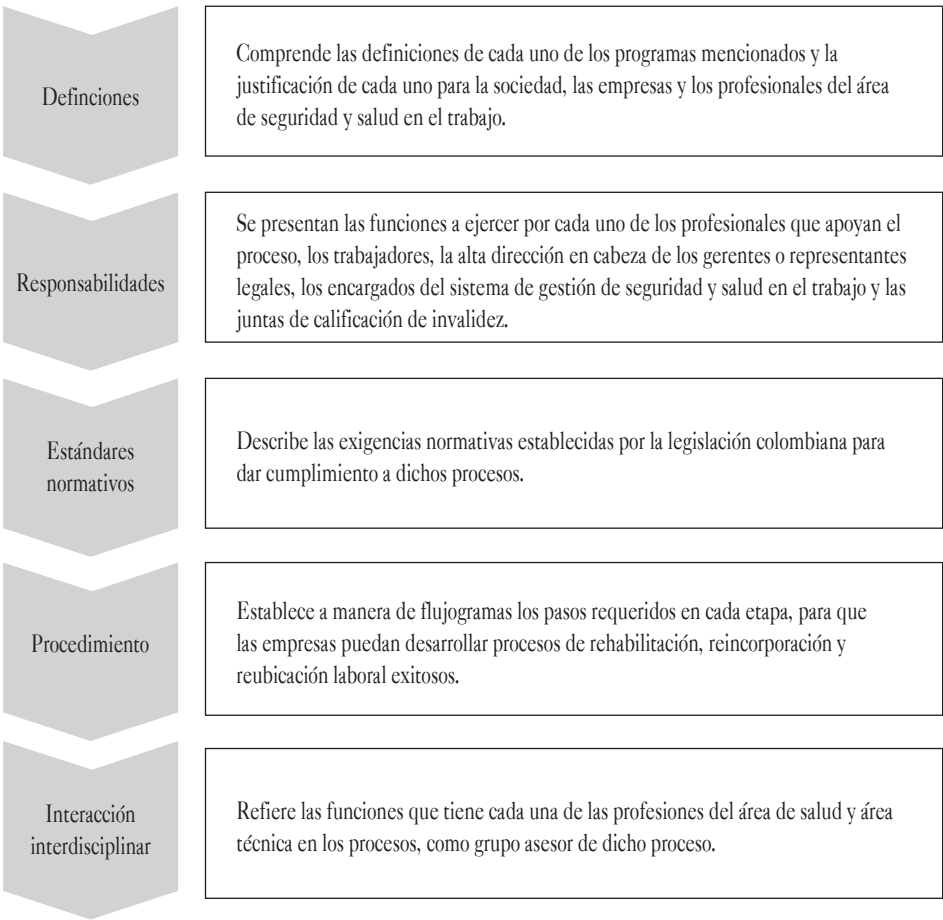 Definciones
Comprende las definiciones de cada uno de los programas mencionados y la
justificación de cada uno para la sociedad, las empresas y los profesionales del área
de seguridad y salud en el trabajo.
Responsabilidades
Se presentan las funciones a ejercer por cada uno de los profesionales que apoyan el
proceso, los trabajadores, la alta dirección en cabeza de los gerentes o representantes
legales, los encargados del sistema de gestión de seguridad y salud en el trabajo y las
juntas de calificación de invalidez.
Estándares
normativos
Describe las exigencias normativas establecidas por la legislación colombiana para
dar cumplimiento a dichos procesos.
Procedimiento
Establece a manera de flujogramas los pasos requeridos en cada etapa, para que
las empresas puedan desarrollar procesos de rehabilitación, reincorporación y
reubicación laboral exitosos.
Interacción
interdisciplinar
Refiere las funciones que tiene cada una de las profesiones del área de salud y área
técnica en los procesos, como grupo asesor de dicho proceso.